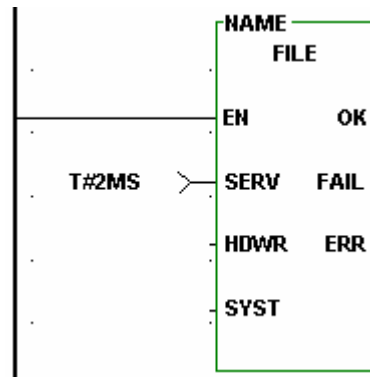 NAME
FILE
EN OK
T#2MS SERV FAIL
HDWR ERR
SYST